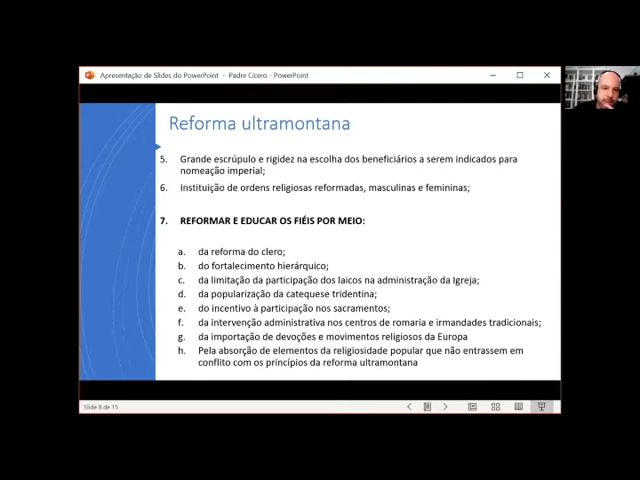 Apresentação de Slides do PowerPoint - Padre Cícero - PowerPoint
Reforma ultramontana
5. Grande escrúpulo e rigidez na escolha dos beneficiários a serem indicados para
nomeação imperial;
6. Instituição de ordens religiosas reformadas, masculinas e femininas;
7. REFORMAR E EDUCAR OS FIÉIS POR MEIO:
a. da reforma do clero;
b. do fortalecimento hierárquico;
c. da limitação da participação dos laicos na administração da Igreja;
d. da popularização da catequese tridentina;
e. do incentivo à participação nos sacramentos;
f. da intervenção administrativa nos centros de romaria e irmandades tradicionais;
g. da importação de devoções e movimentos religiosos da Europa
h. Pela absorção de elementos da religiosidade popular que não entrassem em
conflito com os princípios da reforma ultramontana
Slide 8 de 15